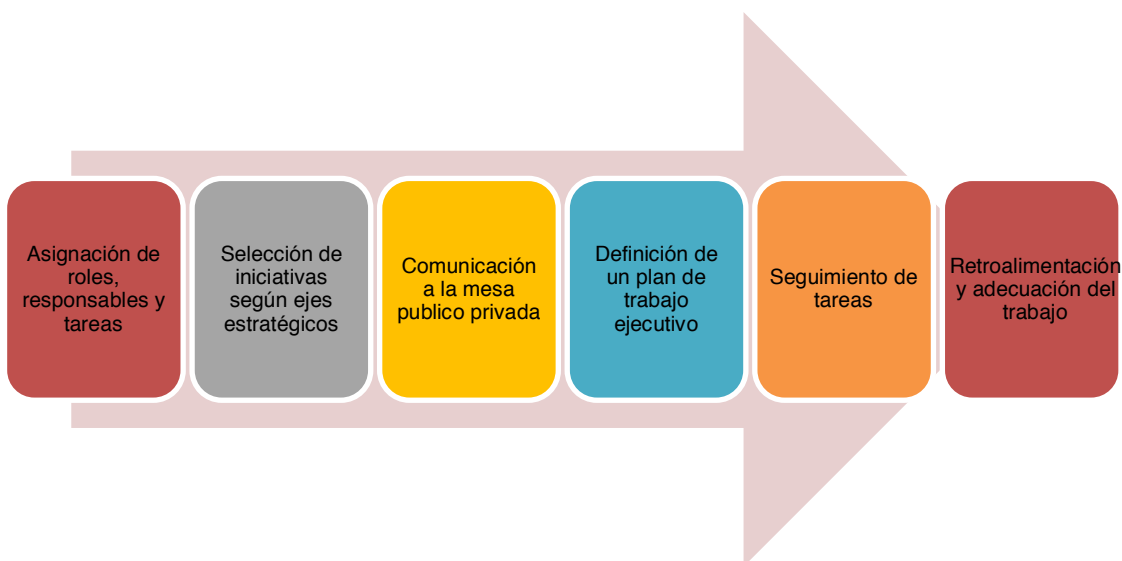 Asignación de
roles,
responsables y
tareas
Selección de
iniciativas
según ejes
estratégicos
Comunicación
a la mesa
publico privada
Definición de
un plan de
trabajo
ejecutivo
Seguimiento de
tareas
Retroalimentación
y adecuación del
trabajo